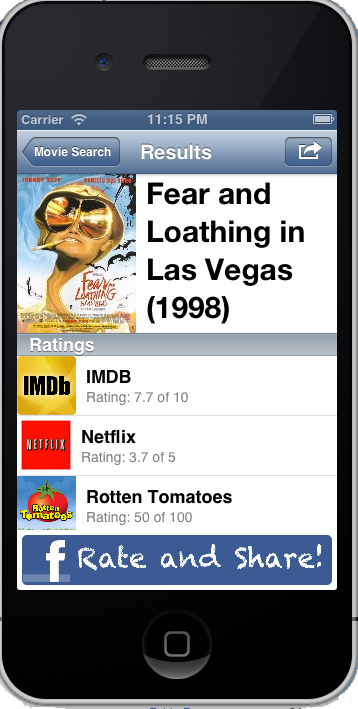 Carrier 11:15 PM
Movie Search Results
JOHNNY DEPP BENICIO DEL TORO
Fear and
LOATHING
IN LAS VEGAS
Fear and
Loathing in
Las Vegas
(1998)
Ratings
IMDb IMDB
Rating: 7.7 of 10
NETFLIX Netflix
Rating: 3.7 of 5
Rotten
Tomatoes
Rotten Tomatoes
Rating: 50 of 100
f Rate and Share!